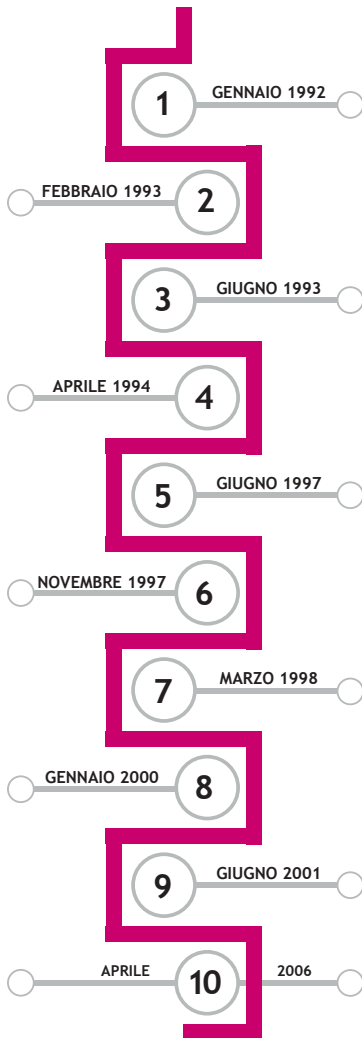 1 GENNAIO 1992
FEBBRAIO 1993 2
3 GIUGNO 1993
APRILE 1994 4
5 GIUGNO 1997
NOVEMBRE 1997 6
7 MARZO 1998
GENNAIO 2000 8
9 GIUGNO 2001
APRILE 10 2006